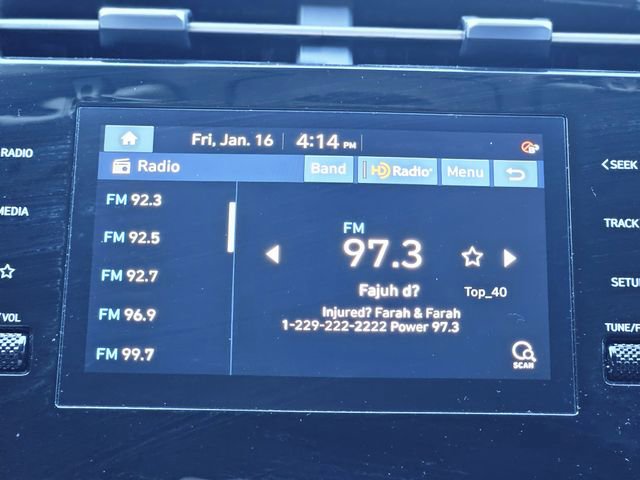 Fri, Jan. 16 4:14 PM
RADIO
Radio
Band
HD Radio
Menu
< SEEK
FM 92.3
FM 92.5
FM 92.7
FM 96.9
FM 99.7
MEDIA
FM
97.3
Fajuh d?
Top_40
Injured? Farah & Farah
1-229-222-2222 Power 97.3
SCAN
TRACK
SETU
/VOL
TUNE/F